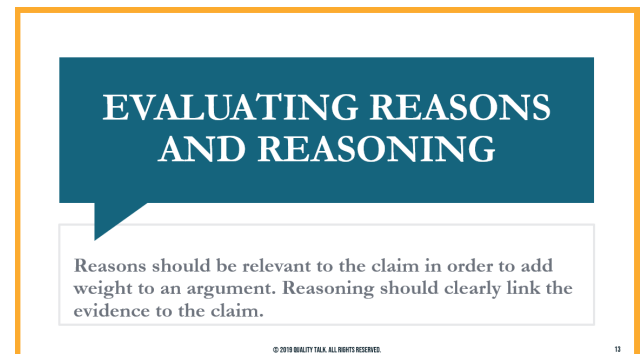 EVALUATING REASONS
AND REASONING
Reasons should be relevant to the claim in order to add
weight to an argument. Reasoning should clearly link the
evidence to the claim.
© 2019 QUALITY TALK. ALL RIGHTS RESERVED.
13